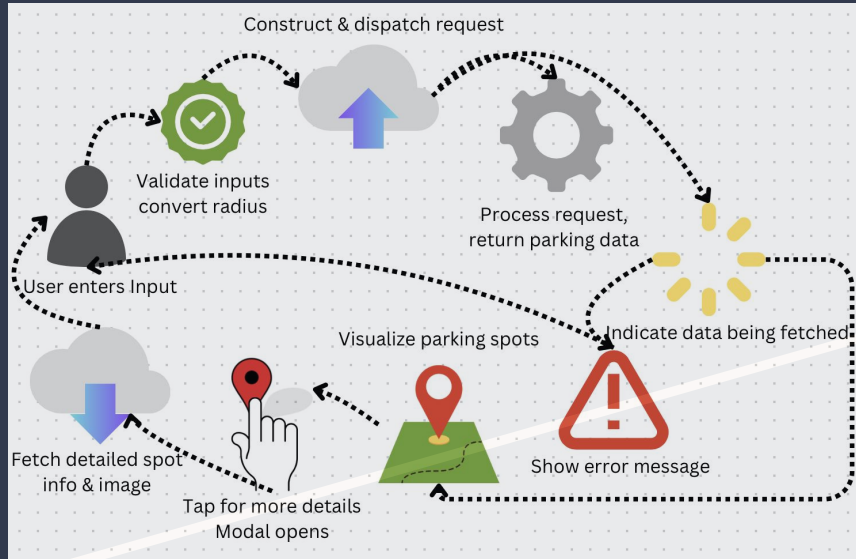 Construct & dispatch request
Validate inputs
convert radius
Process request,
return parking data
User enters Input
Indicate data being fetched
Visualize parking spots
Show error message
Fetch detailed spot
info & image
Tap for more details
Modal opens